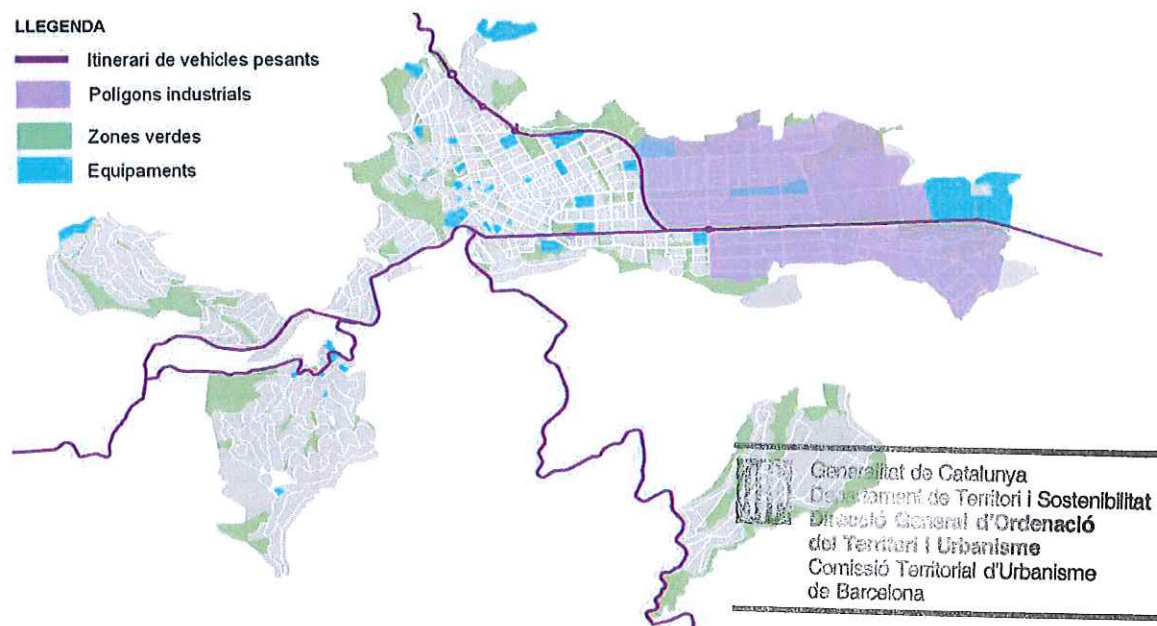 LLEGENDA
Itinerari de vehicles pesants
Polígons industrials
Zones verdes
Equipaments
Generalitat de Catalunya
Departament de Territori i Sostenibilitat
Direcció General d'Ordenació
del Territori i Urbanisme
Comissió Territorial d'Urbanisme
de Barcelona